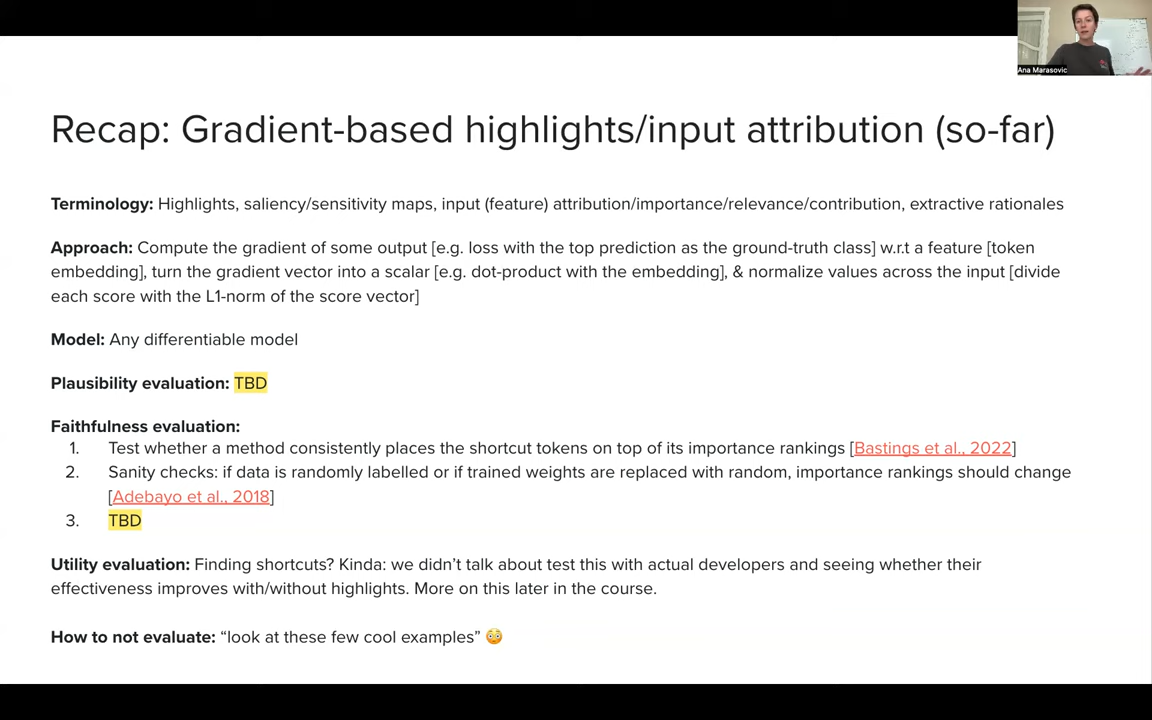 Ana Marasovic
Recap: Gradient-based highlights/input attribution (so-far)
Terminology: Highlights, saliency/sensitivity maps, input (feature) attribution/importance/relevance/contribution, extractive rationales
Approach: Compute the gradient of some output [e.g. loss with the top prediction as the ground-truth class] w.r.t a feature [token
embedding], turn the gradient vector into a scalar [e.g. dot-product with the embedding], & normalize values across the input [divide
each score with the L1-norm of the score vector]
Model: Any differentiable model
Plausibility evaluation: TBD
Faithfulness evaluation:
1. Test whether a method consistently places the shortcut tokens on top of its importance rankings [Bastings et al., 2022]
2. Sanity checks: if data is randomly labelled or if trained weights are replaced with random, importance rankings should change
[Adebayo et al., 2018]
3. TBD
Utility evaluation: Finding shortcuts? Kinda: we didn't talk about test this with actual developers and seeing whether their
effectiveness improves with/without highlights. More on this later in the course.
How to not evaluate: “look at these few cool examples” 😳